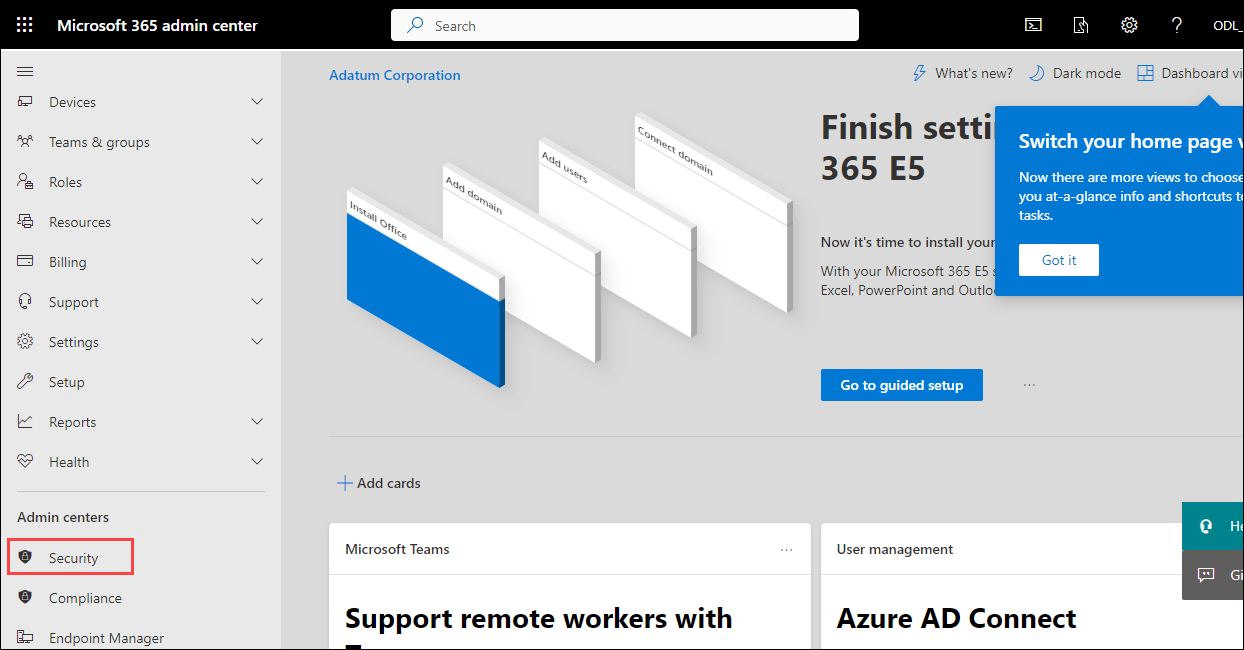 Microsoft 365 admin center
Search
ODL_
Devices
Teams & groups
Roles
Resources
Billing
Support
Settings
Setup
Reports
Health
Admin centers
Security
Compliance
Endpoint Manager
Adatum Corporation
What's new?
Dark mode
Dashboard vi
Install Office
Add domain
Add users
Connect domain
Finish setti
365 E5
Now it's time to install your
With your Microsoft 365 E5 s
Excel, PowerPoint and Outlo
Go to guided setup
Switch your home page v
Now there are more views to choose
you at-a-glance info and shortcuts to
tasks.
Got it
Add cards
Microsoft Teams
Support remote workers with
User management
Azure AD Connect
He
Gi